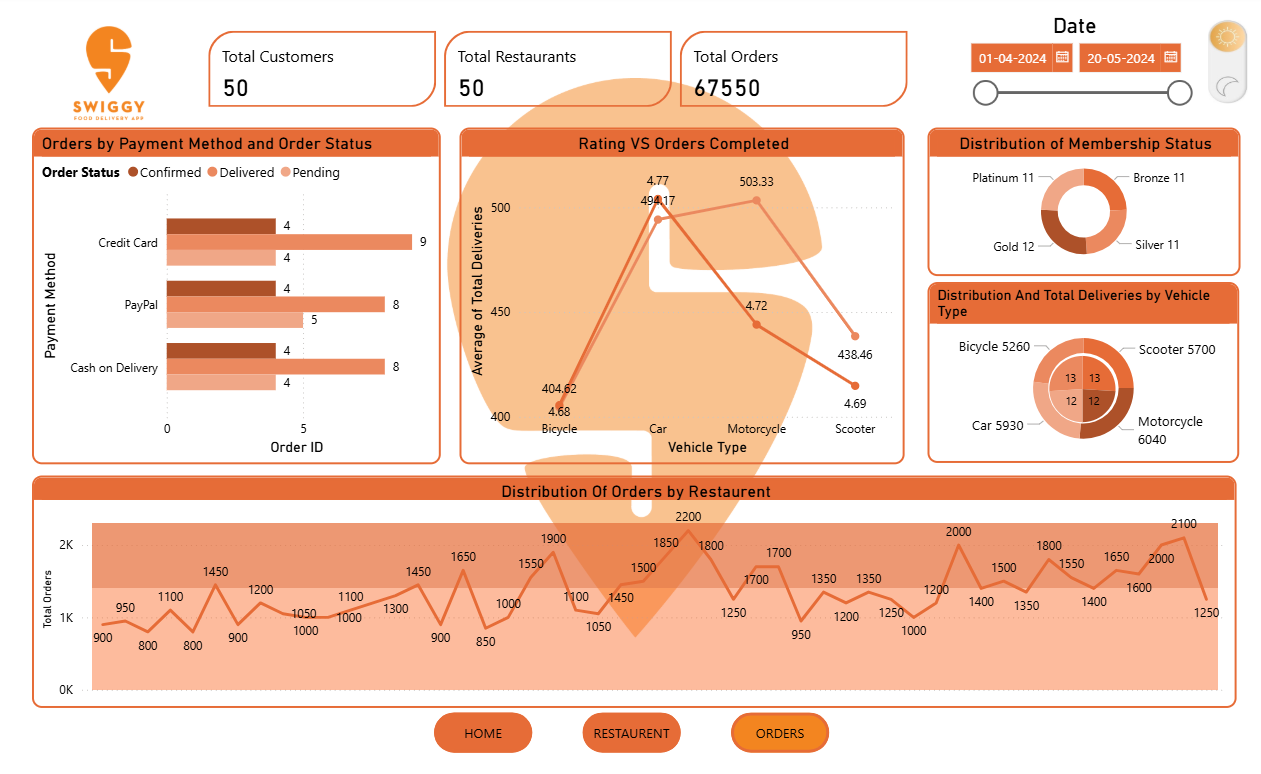 SWIGGY
FOOD DELIVERY APP
Total Customers
50
Total Restaurants
50
Total Orders
67550
Date
01-04-2024
20-05-2024
Orders by Payment Method and Order Status
Order Status Confirmed Delivered Pending
Payment Method
Credit Card
4
9
4
PayPal
4
8
5
Cash on Delivery
4
8
4
0 5
Order ID
Rating VS Orders Completed
Average of Total Deliveries
500
450
400
4.77
494.17
503.33
4.72
438.46
4.69
404.62
4.68
Bicycle Car Motorcycle Scooter
Vehicle Type
Distribution of Membership Status
Platinum 11
Bronze 11
Gold 12
Silver 11
Distribution And Total Deliveries by Vehicle
Type
Bicycle 5260
Scooter 5700
13 13
12 12
Car 5930
Motorcycle
6040
Distribution Of Orders by Restaurent
Total Orders
2K
1K
0K
900
950
800
1100
800
1450
900
1200
1050
1000
1100
1000
1300
1450
900
1650
850
1000
1550
1900
1100
1050
1450
1500
1850
2200
1800
1250
1700
1700
950
1350
1200
1350
1250
1000
1200
2000
1400
1500
1350
1800
1550
1400
1650
1600
2000
2100
1250
HOME
RESTAURENT
ORDERS